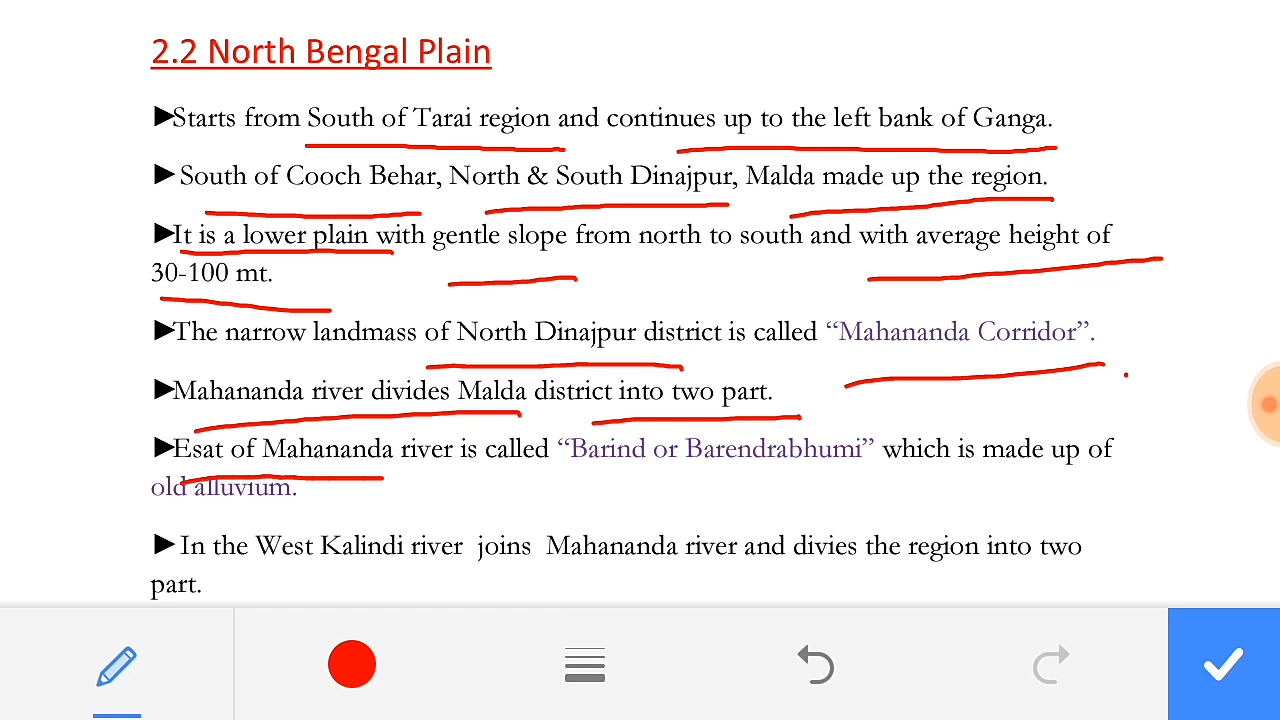 2.2 North Bengal Plain
►Starts from South of Tarai region and continues up to the left bank of Ganga.
► South of Cooch Behar, North & South Dinajpur, Malda made up the region.
►It is a lower plain with gentle slope from north to south and with average height of
30-100 mt.
►The narrow landmass of North Dinajpur district is called “Mahananda Corridor”.
►Mahananda river divides Malda district into two part.
►Esat of Mahananda river is called “Barind or Barendrabhumi” which is made up of
old alluvium.
► In the West Kalindi river joins Mahananda river and divies the region into two
part.